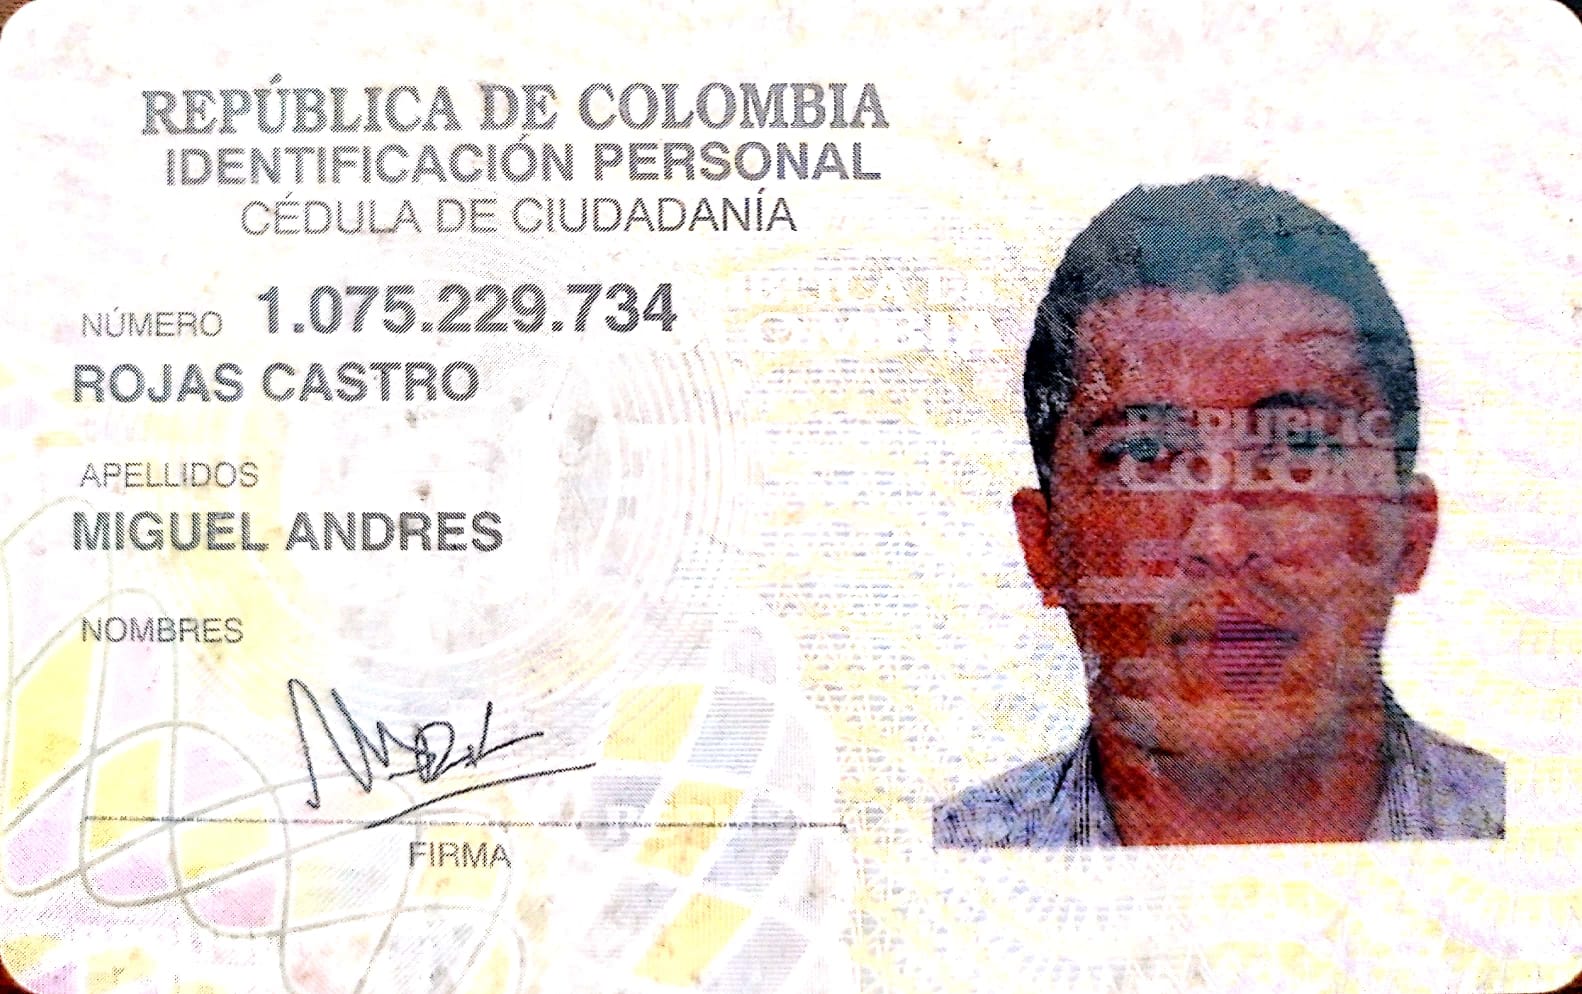 REPÚBLICA DE COLOMBIA
IDENTIFICACIÓN PERSONAL
CÉDULA DE CIUDADANÍA
NÚMERO 1.075.229.734
ROJAS CASTRO
APELLIDOS
MIGUEL ANDRES
NOMBRES
FIRMA